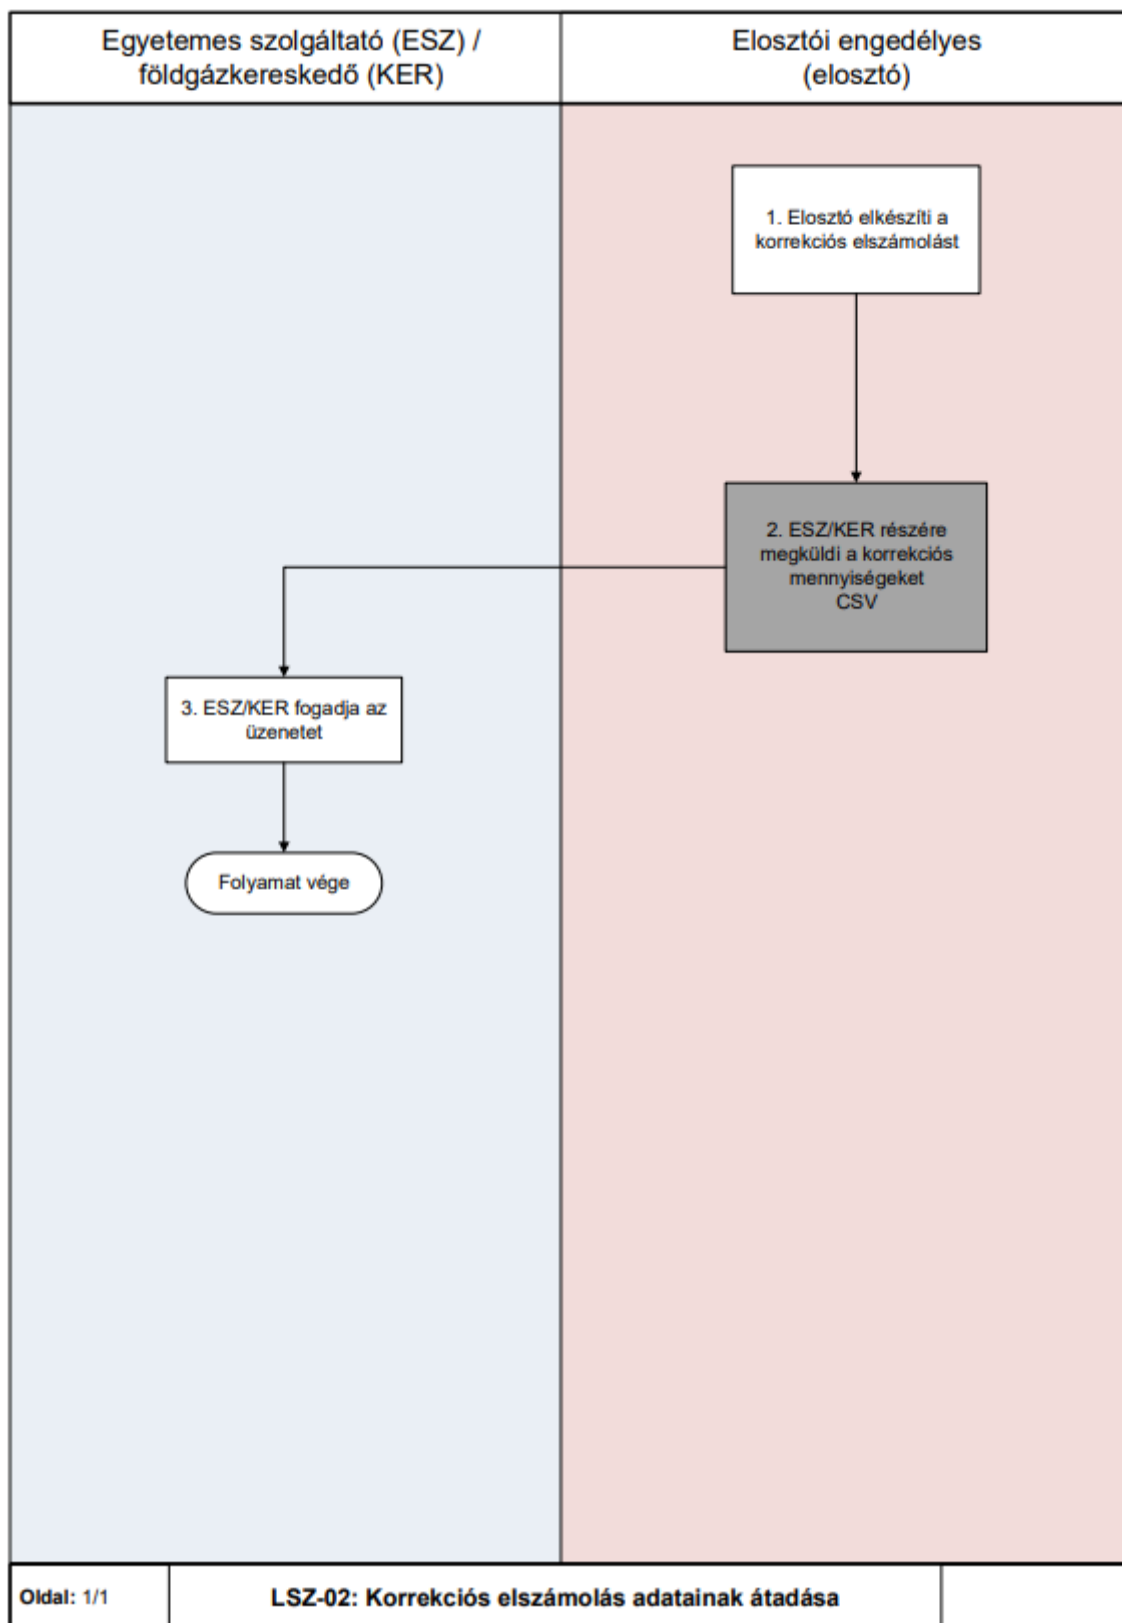 Egyetemes szolgáltató (ESZ) /
földgázkereskedő (KER)
Elosztói engedélyes
(elosztó)
1. Elosztó elkészíti a
korrekciós elszámolást
2. ESZ/KER részére
megküldi a korrekciós
mennyiségeket
CSV
3. ESZ/KER fogadja az
üzenetet
Folyamat vége
Oldal: 1/1
LSZ-02: Korrekciós elszámolás adatainak átadása